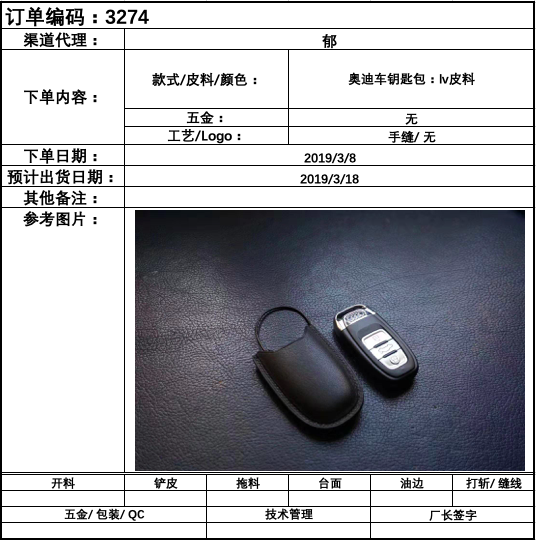 订单编码：3274
渠道代理： 郁
下单内容： 款式/皮料/颜色： 奥迪车钥匙包：lv皮料
五金： 无
工艺/Logo： 手缝/ 无
下单日期： 2019/3/8
预计出货日期： 2019/3/18
其他备注：
参考图片：
开料 铲皮 拖料 台面 油边 打斩/ 缝线
五金/ 包装/ QC 技术管理 厂长签字